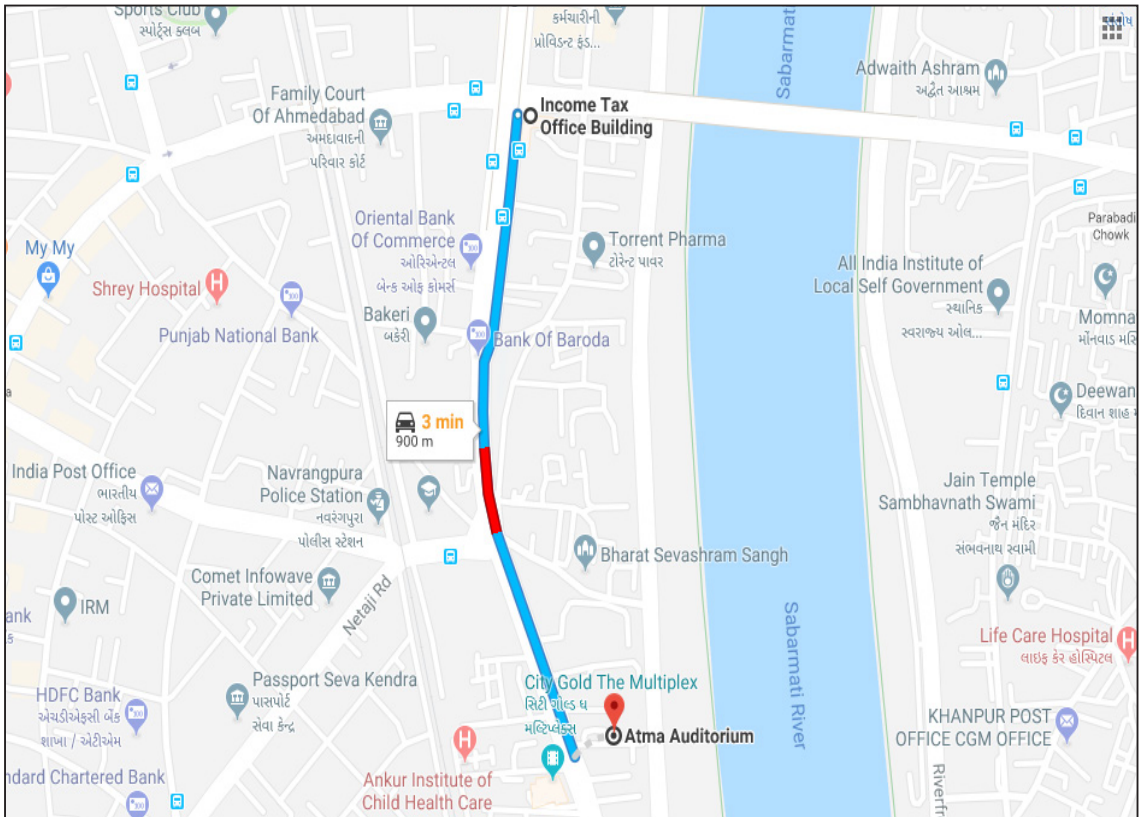 Sports Club
સ્પોર્ટ્સ ક્લબ
કર્મચારીની
પ્રોવિડન્ટ ફંડ...
Sabarmati
Adwaith Ashram
અદ્વૈત આશ્રમ
Family Court
Of Ahmedabad
અમદાવાદની
પરિવાર કોર્ટ
Income Tax
Office Building
Oriental Bank
Of Commerce
ઓરિએન્ટલ
બેન્ક ઓફ કોમર્સ
Torrent Pharma
ટોરેન્ટ પાવર
Parabadi
Chowk
My My
Shrey Hospital
All India Institute of
Local Self Government
સ્થાનિક
સ્વરાજ્ય ઓલ...
Punjab National Bank
Bakeri
બકેરી
Bank Of Baroda
Momna
મોંનવાડ મસ્જિ
3 min
900 m
Deewan
દિવાન શાહ મ
India Post Office
ભારતીય
પોસ્ટ ઓફિસ
Navrangpura
Police Station
નવરંગપુરા
પોલીસ સ્ટેશન
Jain Temple
Sambhavnath Swami
જૈન મંદિર
સંભવનાથ સ્વામી
Bharat Sevashram Sangh
Comet Infowave
Private Limited
Netaji Rd
IRM
ank
Sabarmati River
Life Care Hospital
લાઇફ કેર હોસ્પિટલ
Passport Seva Kendra
પાસપોર્ટ
સેવા કેન્દ્ર
City Gold The Multiplex
સિટી ગોલ્ડ ધ
મલ્ટિપ્લેક્સ
HDFC Bank
એચડીએફસી બેંક
શાખા / એટીએમ
Atma Auditorium
KHANPUR POST
OFFICE CGM OFFICE
ndard Chartered Bank
Ankur Institute of
Child Health Care
Riverfr